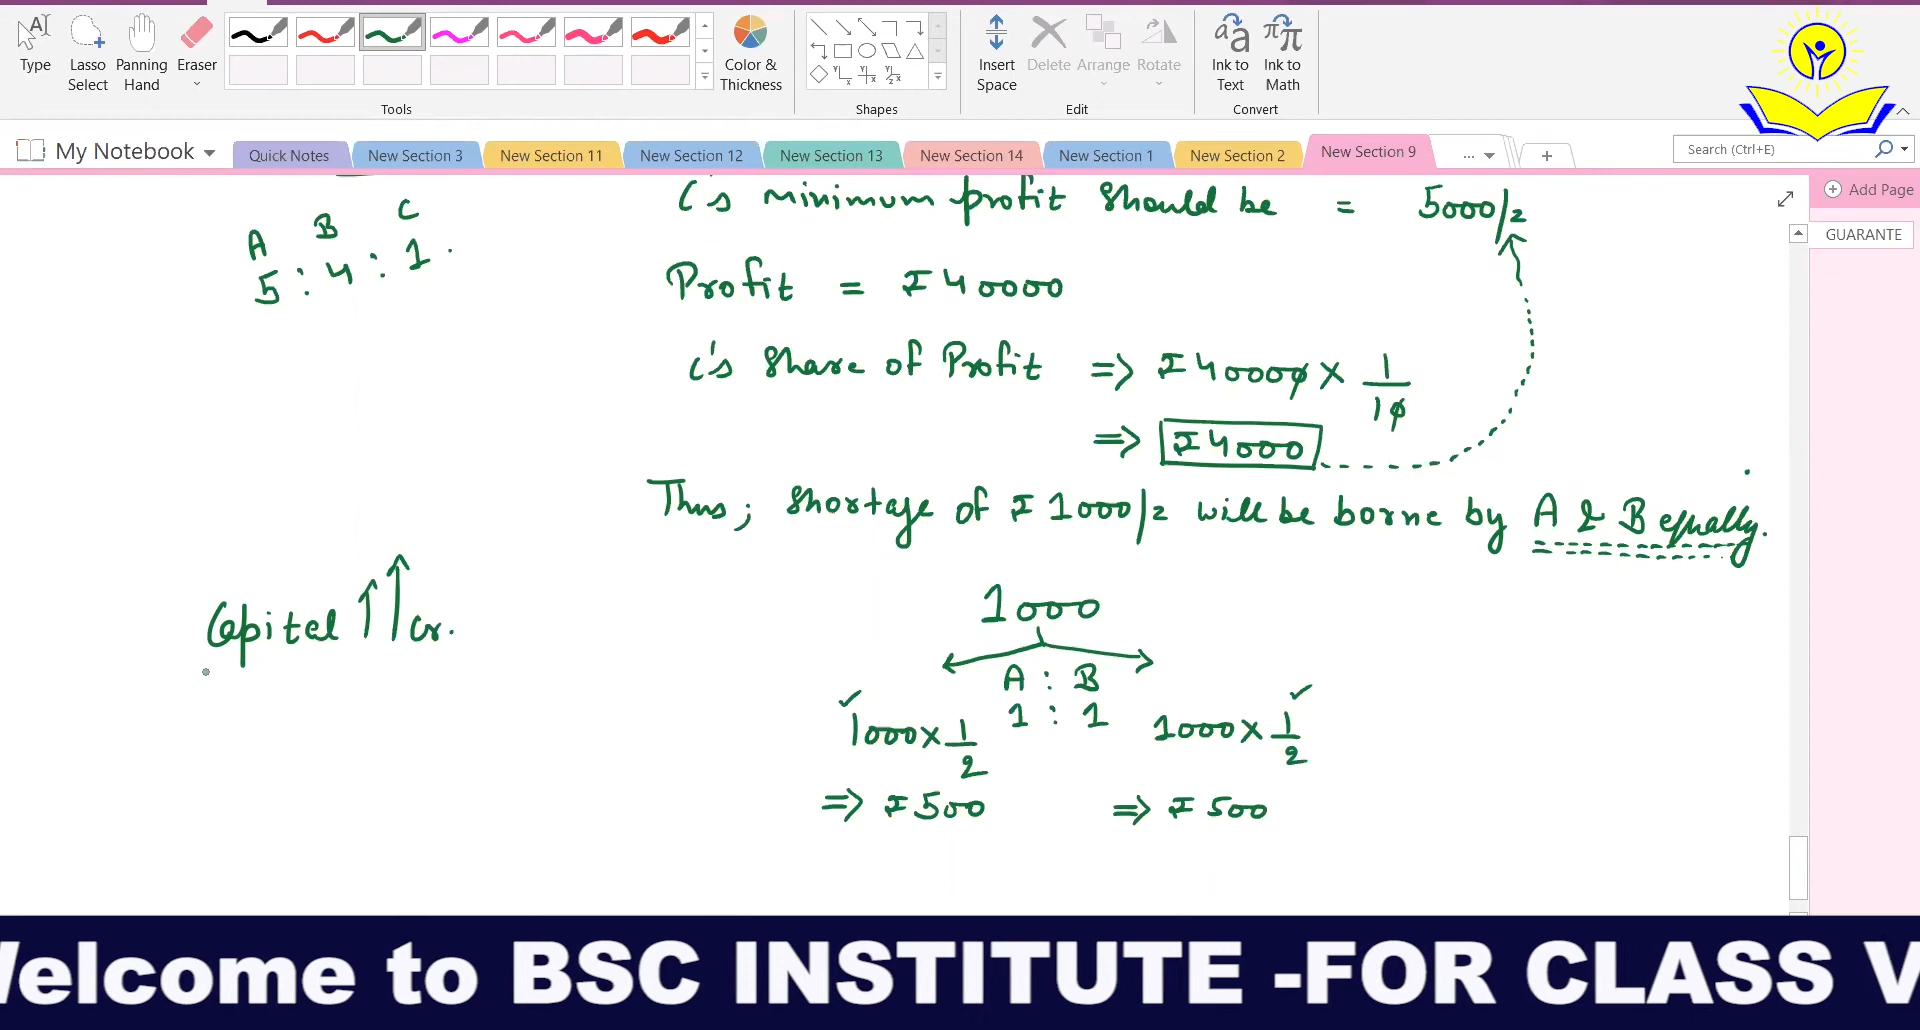 Type
Lasso Select
Panning Hand
Eraser
Color & Thickness
Insert Space
Delete
Arrange
Rotate
Ink to Text
Ink to Math
Tools
Shapes
Edit
Convert
My Notebook
Quick Notes
New Section 3
New Section 11
New Section 12
New Section 13
New Section 14
New Section 1
New Section 2
New Section 9
...
Search (Ctrl+E)
Add Page
GUARANTE
C's minimum profit should be = 5000/2
A B C
5 : 4 : 1.
Profit = ₹40000
C's share of Profit ⇒ ₹40000 × 1/10
⇒ ₹4000
Thus; shortage of ₹1000/2 will be borne by A & B equally.
Capital ↑↑ cr.
1000
A : B
1 : 1
✓ 1000 × 1/2
1000 × 1/2 ✓
⇒ ₹500
⇒ ₹500
Welcome to BSC INSTITUTE -FOR CLASS V